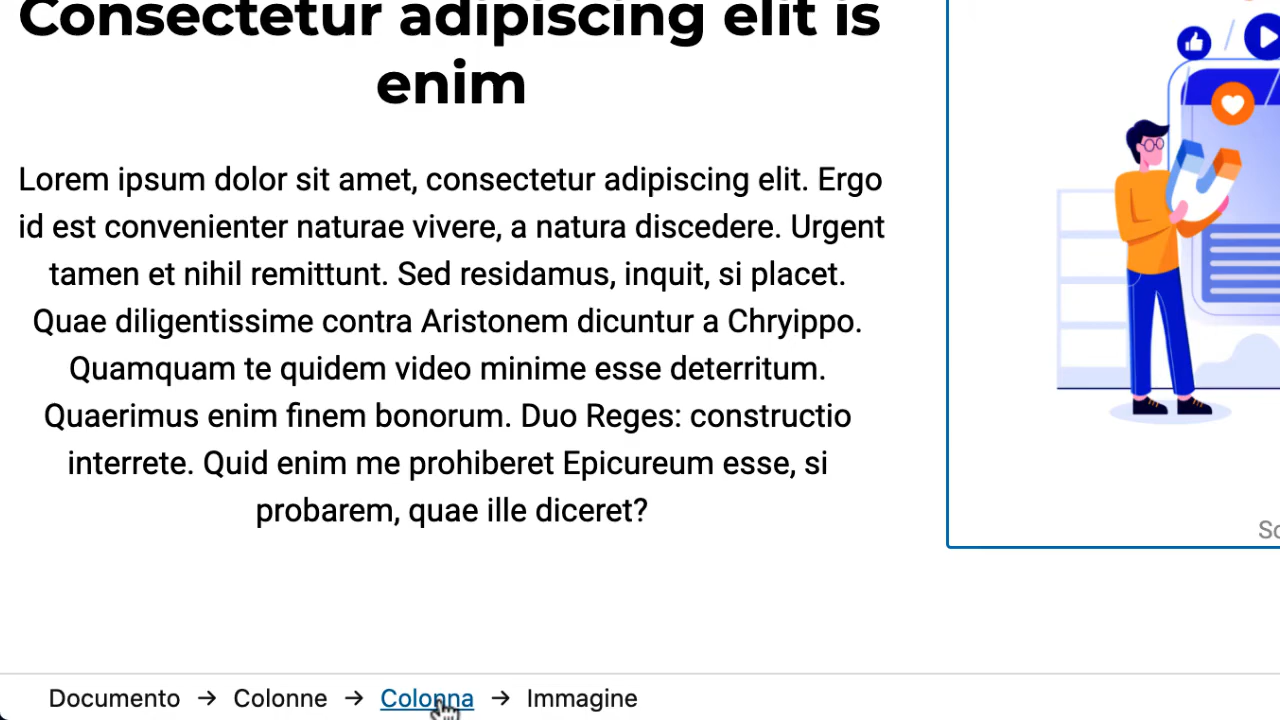 Consectetur adipiscing elit is
enim
Lorem ipsum dolor sit amet, consectetur adipiscing elit. Ergo
id est convenienter naturae vivere, a natura discedere. Urgent
tamen et nihil remittunt. Sed residamus, inquit, si placet.
Quae diligentissime contra Aristonem dicuntur a Chryippo.
Quamquam te quidem video minime esse deterritum.
Quaerimus enim finem bonorum. Duo Reges: constructio
interrete. Quid enim me prohiberet Epicureum esse, si
probarem, quae ille diceret?
Documento → Colonne → Colonna → Immagine